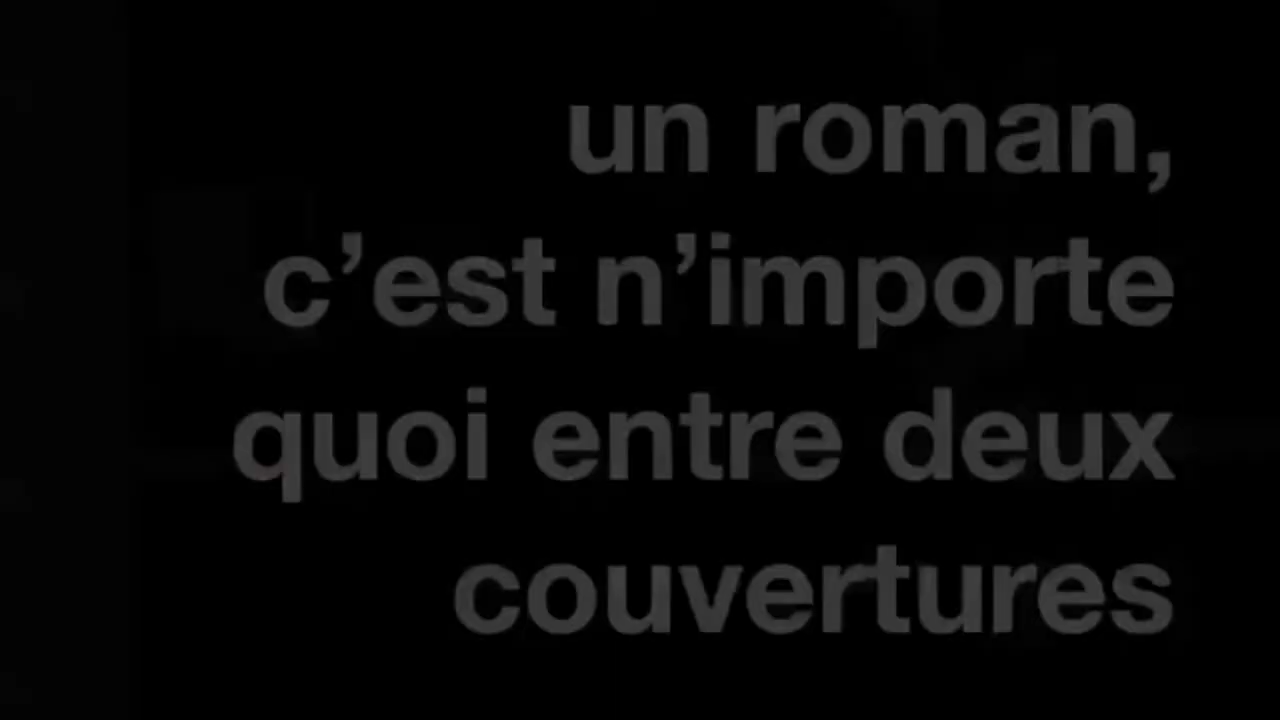 un roman,
c’est n’importe
quoi entre deux
couvertures